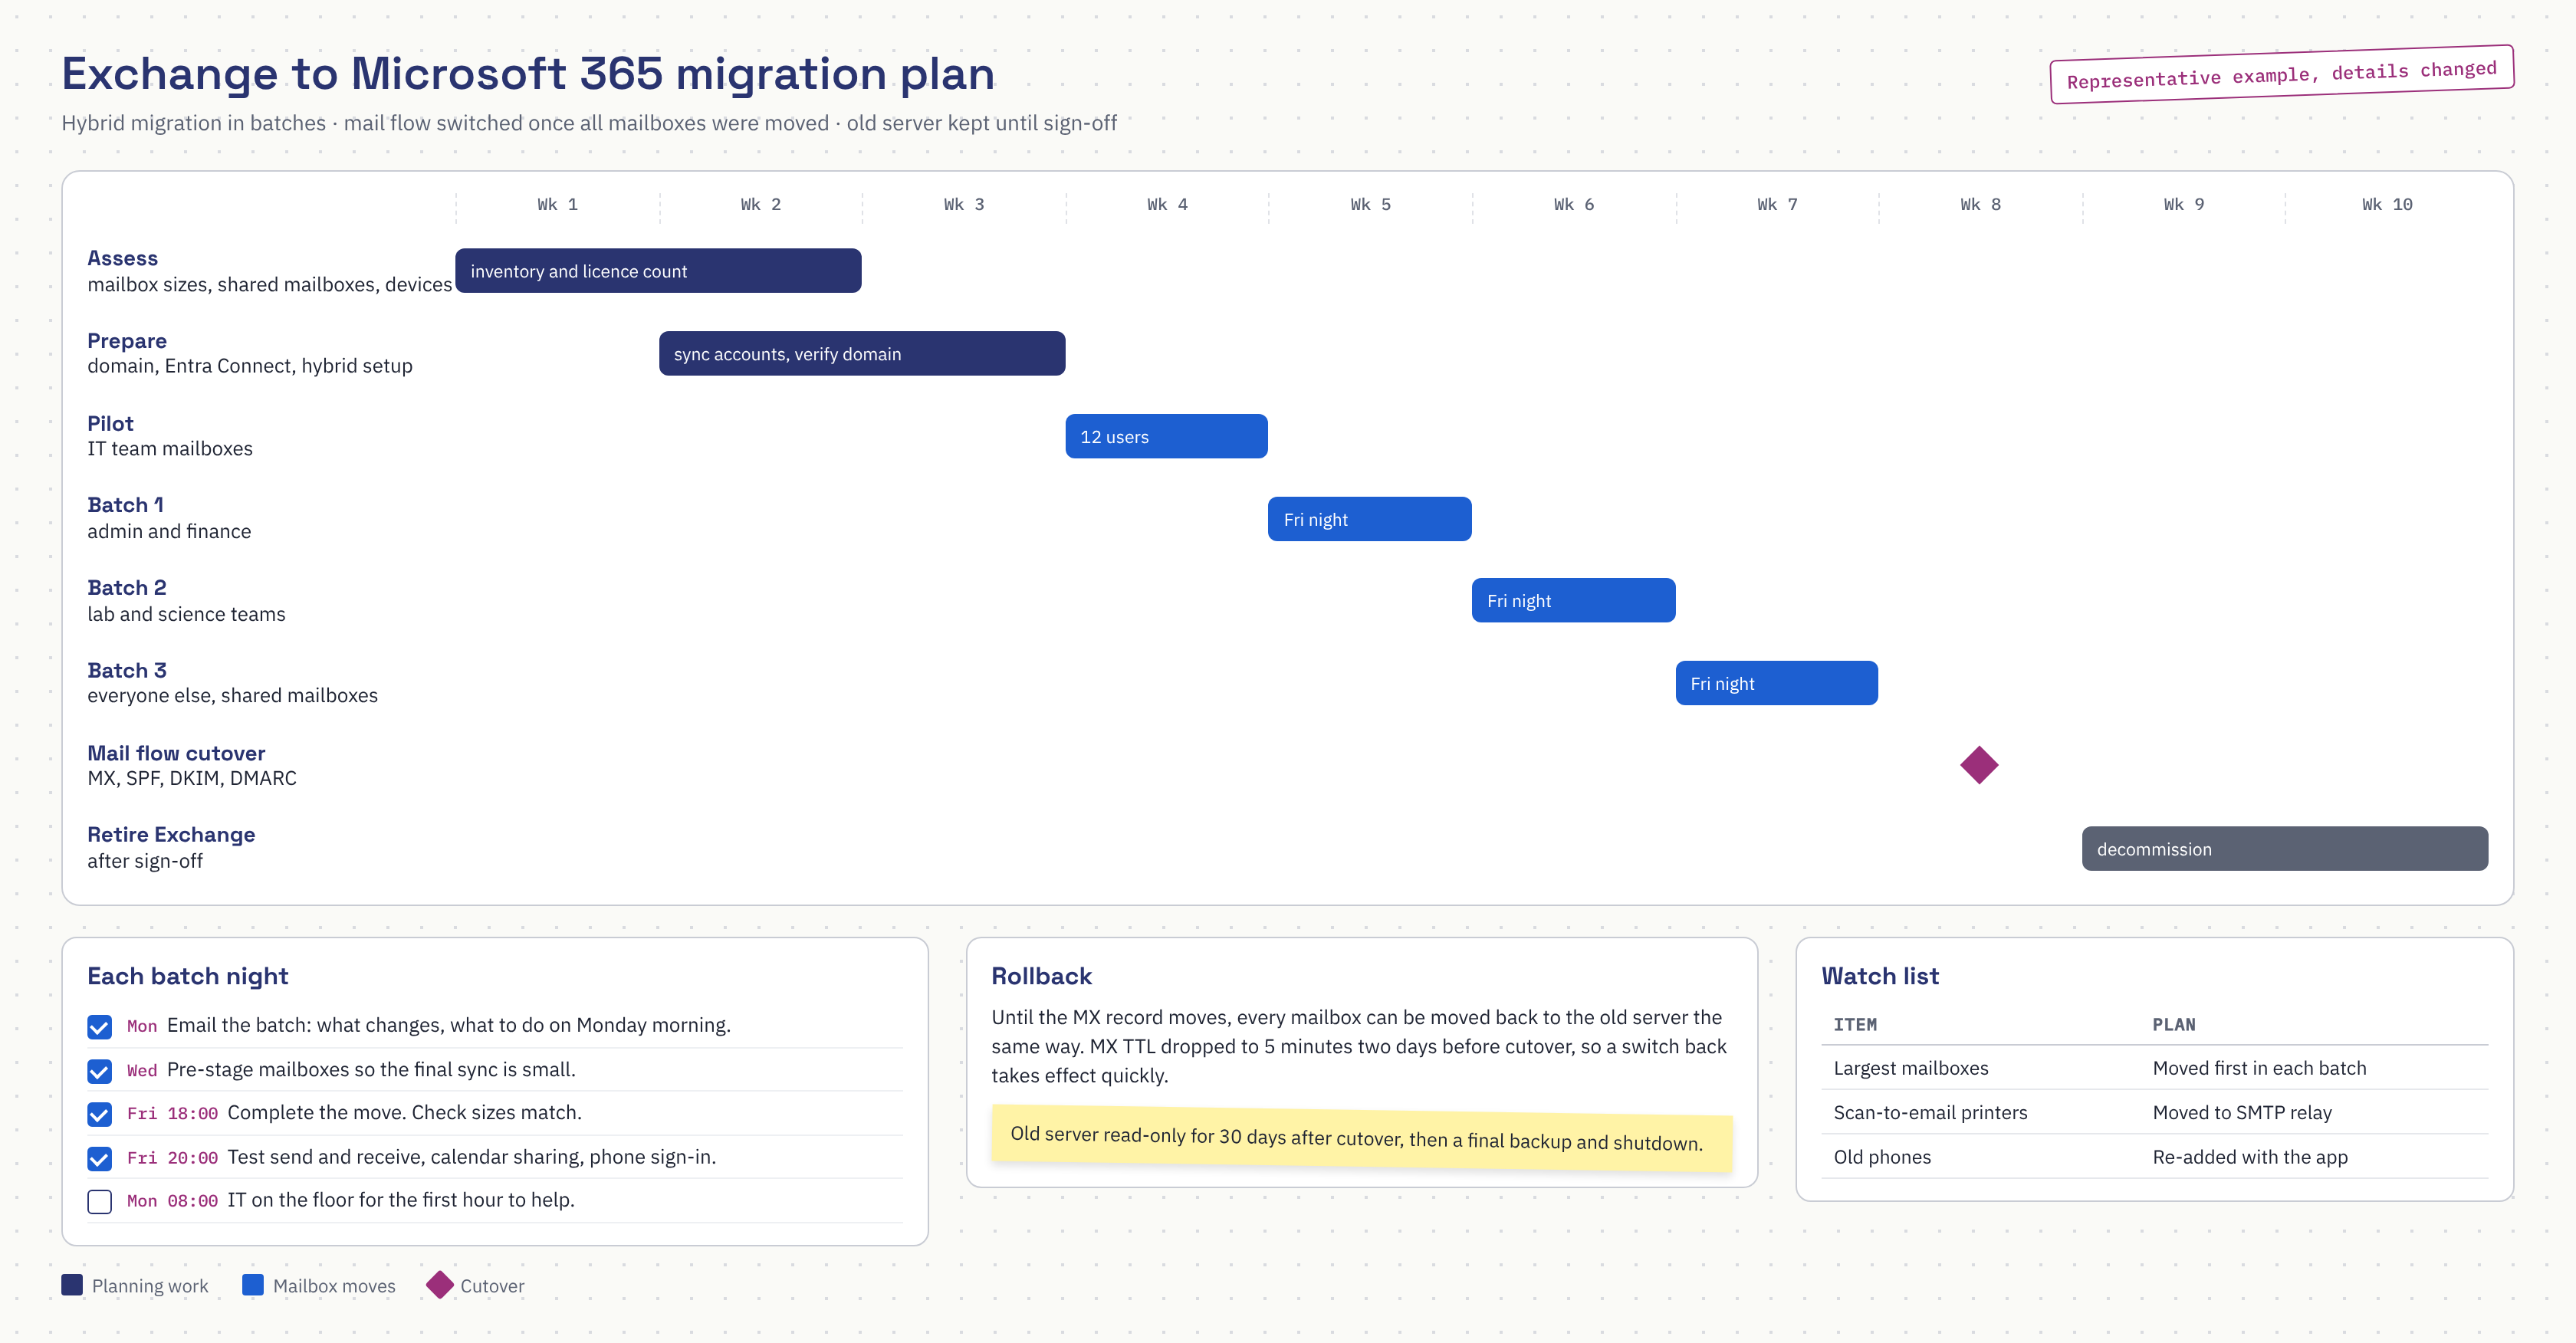 Exchange to Microsoft 365 migration plan
Representative example, details changed
Hybrid migration in batches · mail flow switched once all mailboxes were moved · old server kept until sign-off
Wk 1 Wk 2 Wk 3 Wk 4 Wk 5 Wk 6 Wk 7 Wk 8 Wk 9 Wk 10
Assess
mailbox sizes, shared mailboxes, devices
inventory and licence count
Prepare
domain, Entra Connect, hybrid setup
sync accounts, verify domain
Pilot
IT team mailboxes
12 users
Batch 1
admin and finance
Fri night
Batch 2
lab and science teams
Fri night
Batch 3
everyone else, shared mailboxes
Fri night
Mail flow cutover
MX, SPF, DKIM, DMARC
Retire Exchange
after sign-off
decommission
Each batch night
Mon Email the batch: what changes, what to do on Monday morning.
Wed Pre-stage mailboxes so the final sync is small.
Fri 18:00 Complete the move. Check sizes match.
Fri 20:00 Test send and receive, calendar sharing, phone sign-in.
Mon 08:00 IT on the floor for the first hour to help.
Rollback
Until the MX record moves, every mailbox can be moved back to the old server the
same way. MX TTL dropped to 5 minutes two days before cutover, so a switch back
takes effect quickly.
Old server read-only for 30 days after cutover, then a final backup and shutdown.
Watch list
ITEM PLAN
Largest mailboxes Moved first in each batch
Scan-to-email printers Moved to SMTP relay
Old phones Re-added with the app
Planning work Mailbox moves Cutover